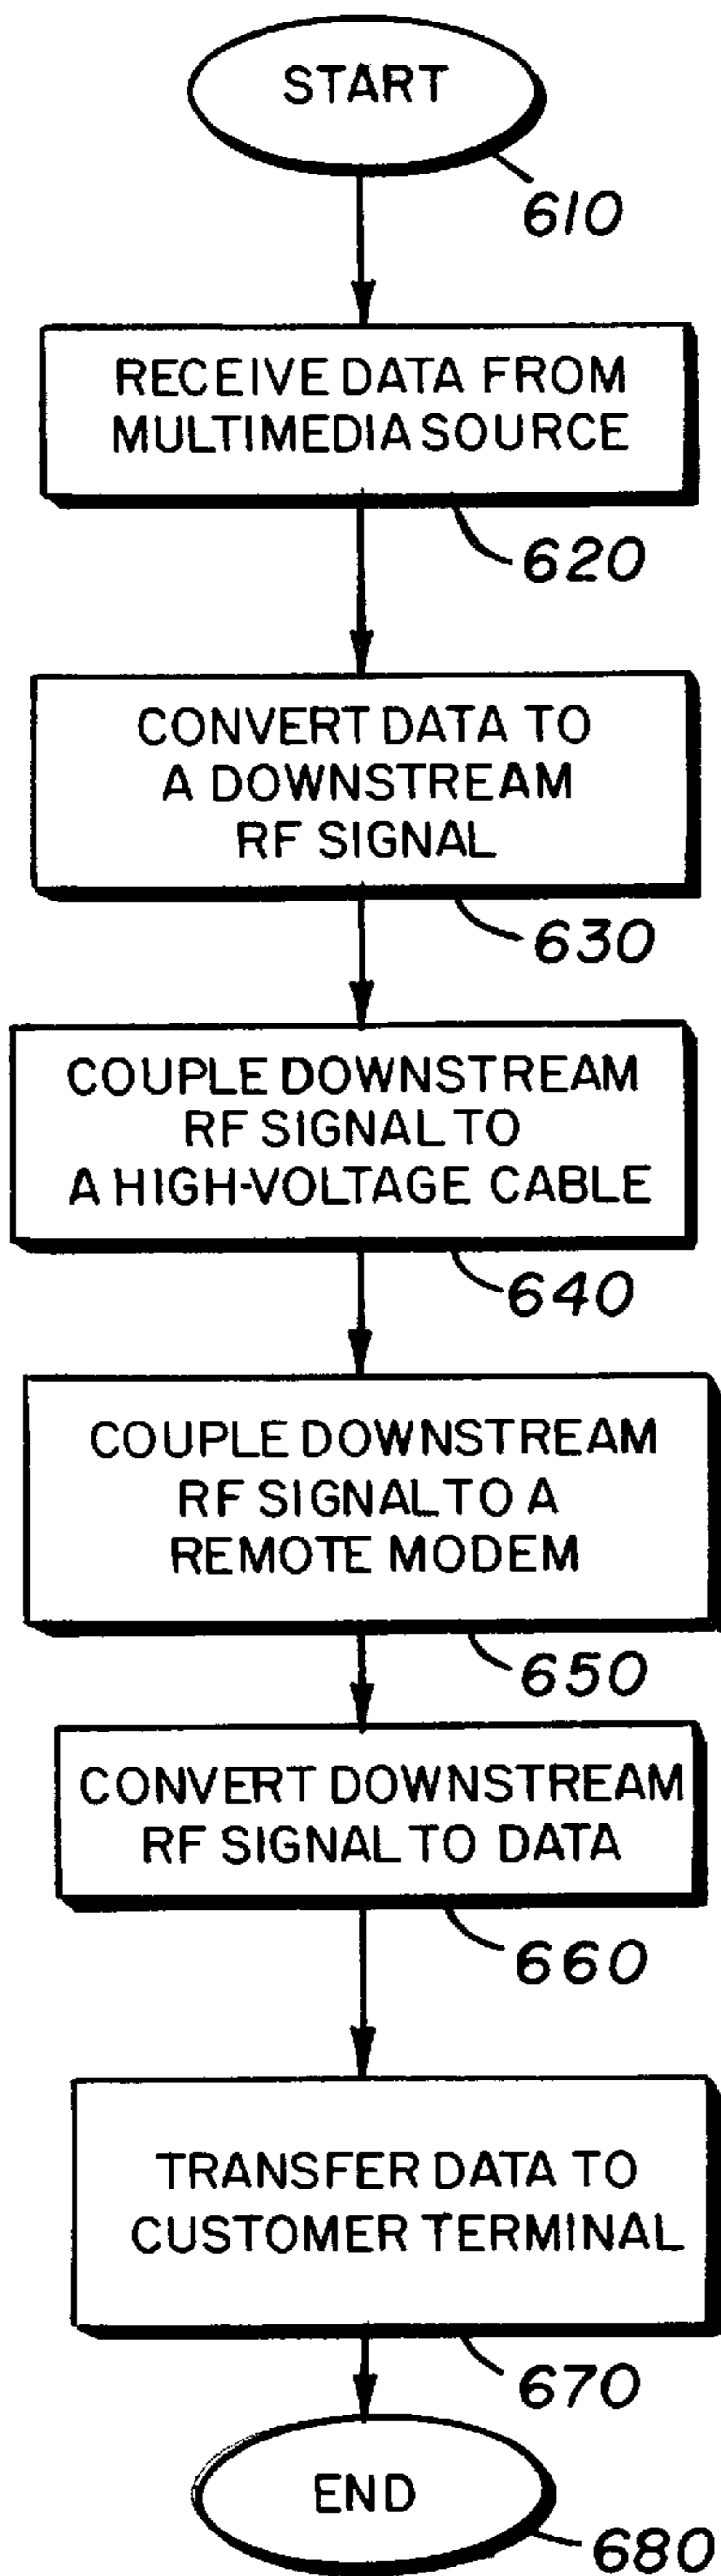 START
610
RECEIVE DATA FROM
MULTIMEDIA SOURCE
620
CONVERT DATA TO
A DOWNSTREAM
RF SIGNAL
630
COUPLE DOWNSTREAM
RF SIGNAL TO
A HIGH-VOLTAGE CABLE
640
COUPLE DOWNSTREAM
RF SIGNAL TO A
REMOTE MODEM
650
CONVERT DOWNSTREAM
RF SIGNAL TO DATA
660
TRANSFER DATA TO
CUSTOMER TERMINAL
670
END
680